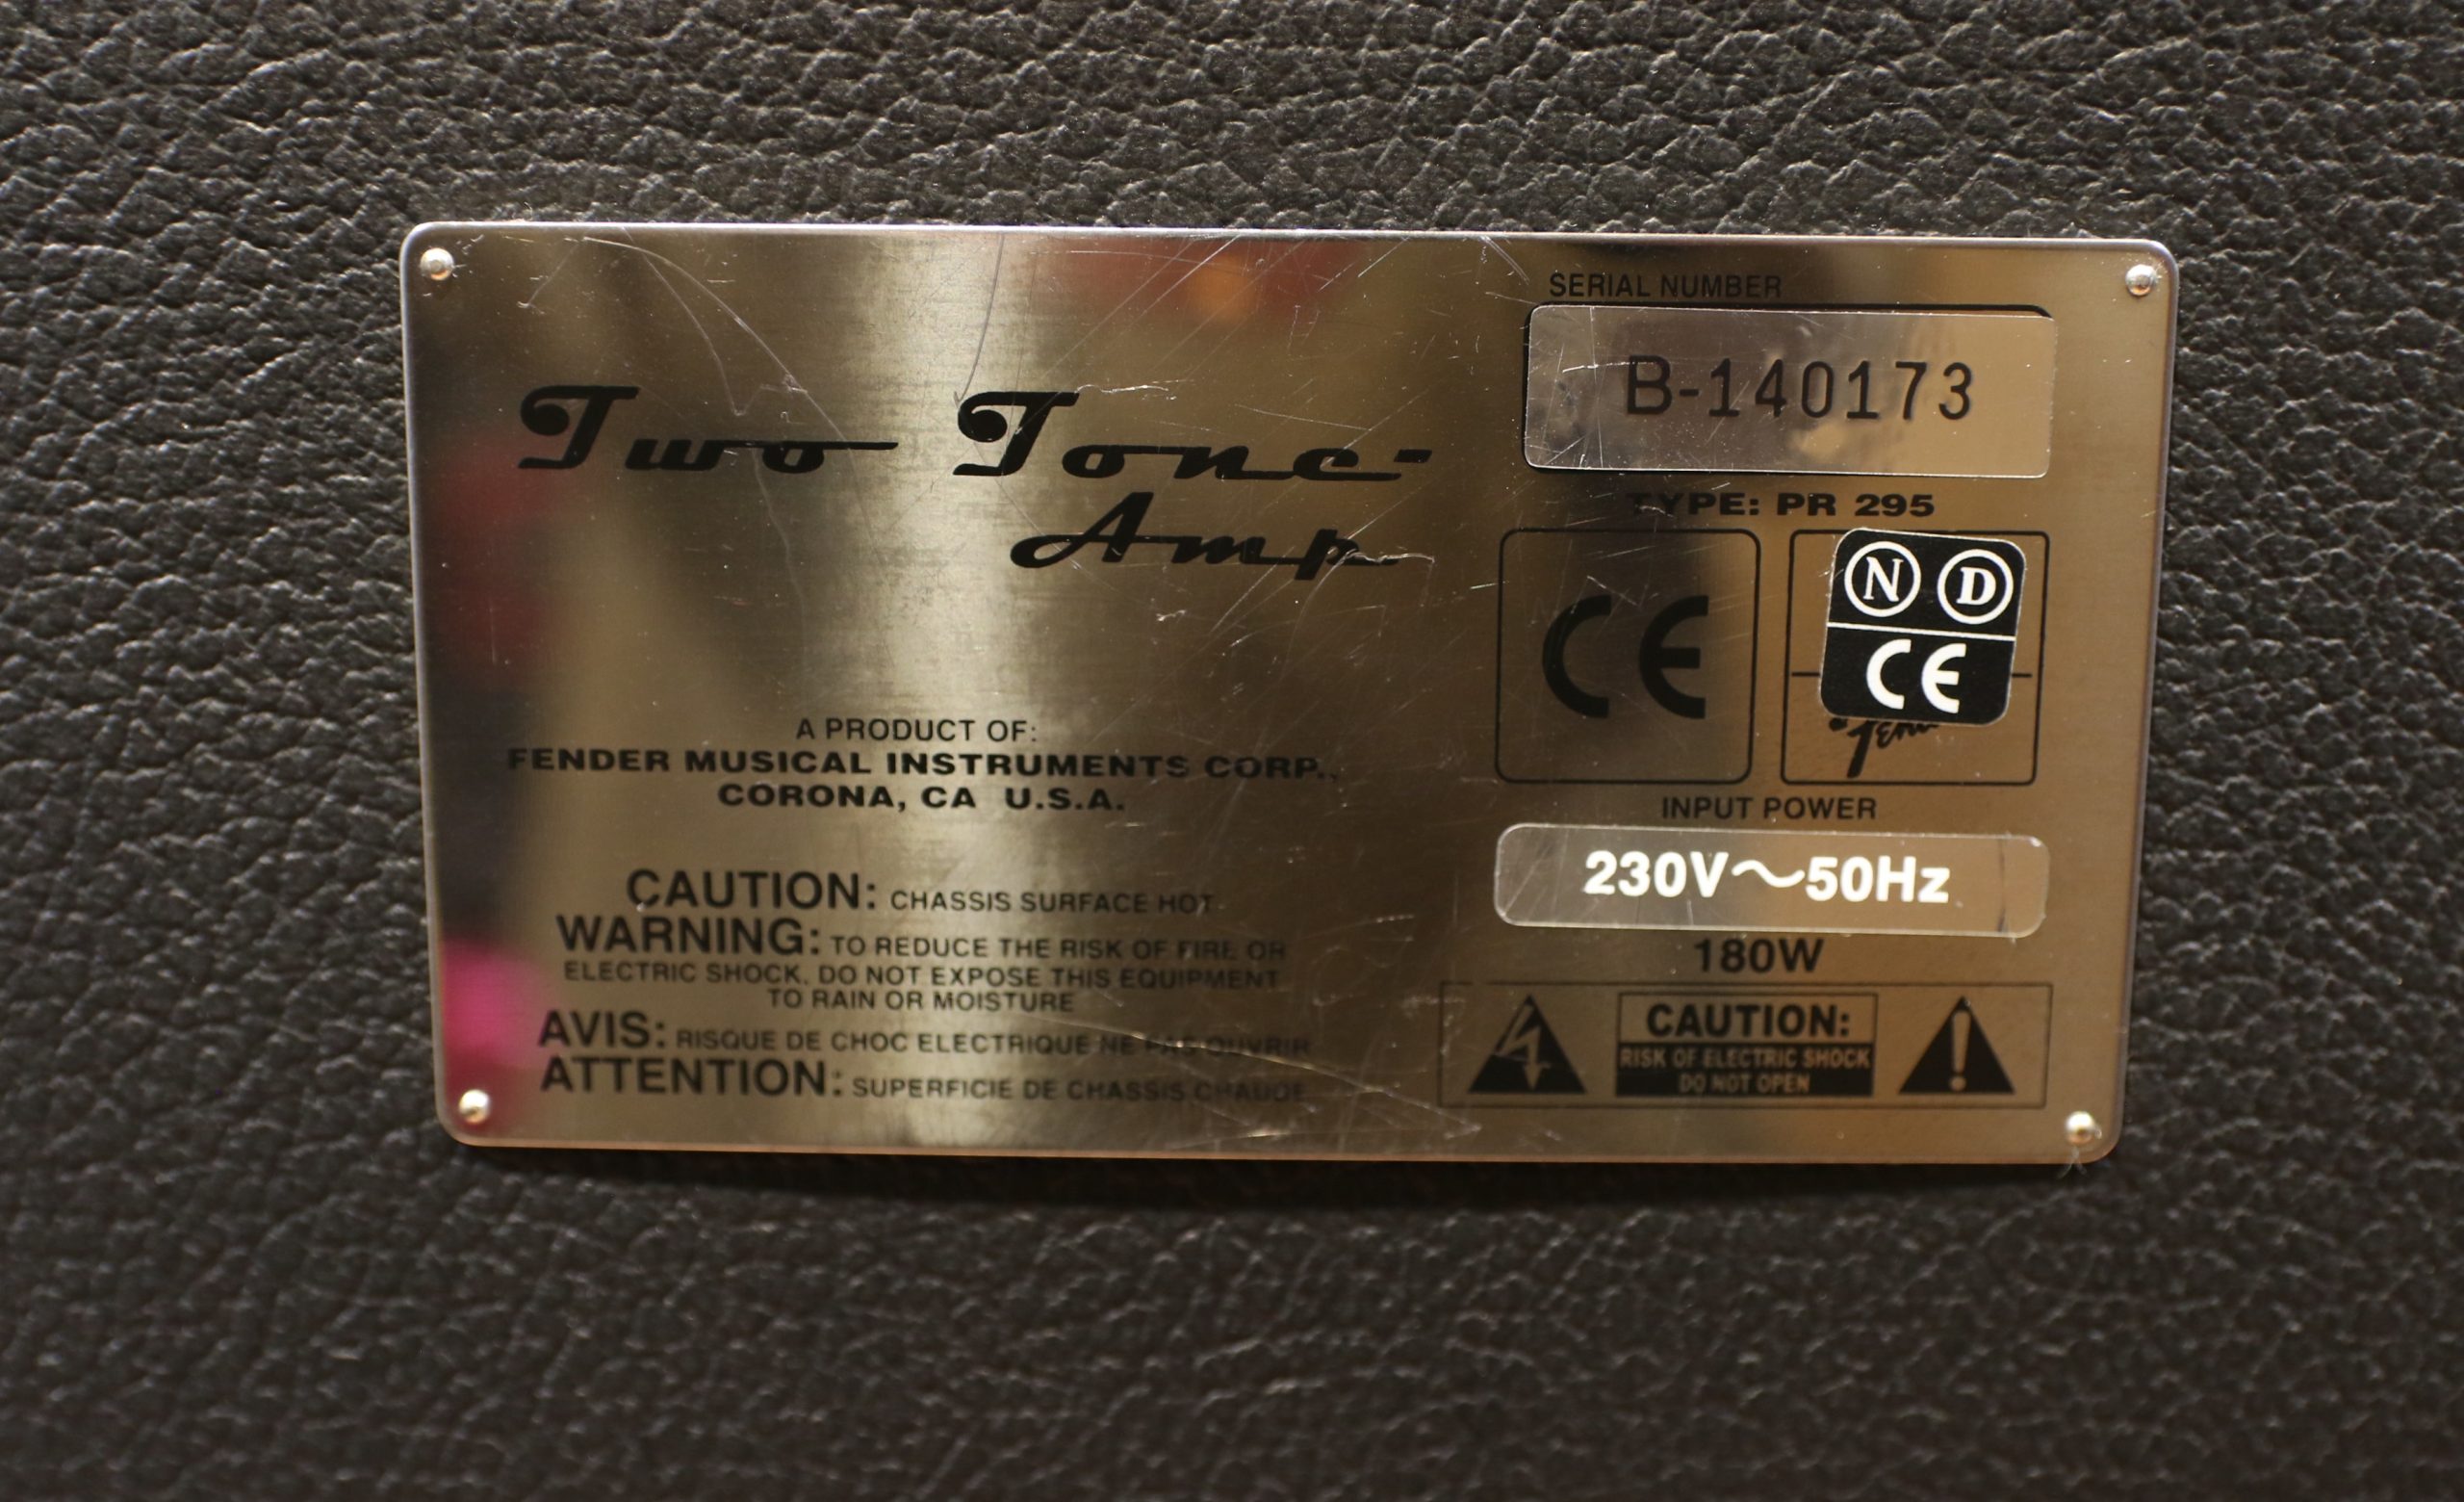 Two Tone-
Amp
A PRODUCT OF:
FENDER MUSICAL INSTRUMENTS CORP.,
CORONA, CA U.S.A.
CAUTION: CHASSIS SURFACE HOT
WARNING: TO REDUCE THE RISK OF FIRE OR
ELECTRIC SHOCK, DO NOT EXPOSE THIS EQUIPMENT
TO RAIN OR MOISTURE
AVIS: RISQUE DE CHOC ELECTRIQUE NE PAS OUVRIR
ATTENTION: SUPERFICIE DE CHASSIS CHAUDE
SERIAL NUMBER
B-140173
TYPE: PR 295
CE
N D
CE
INPUT POWER
230V~50Hz
180W
CAUTION:
RISK OF ELECTRIC SHOCK
DO NOT OPEN